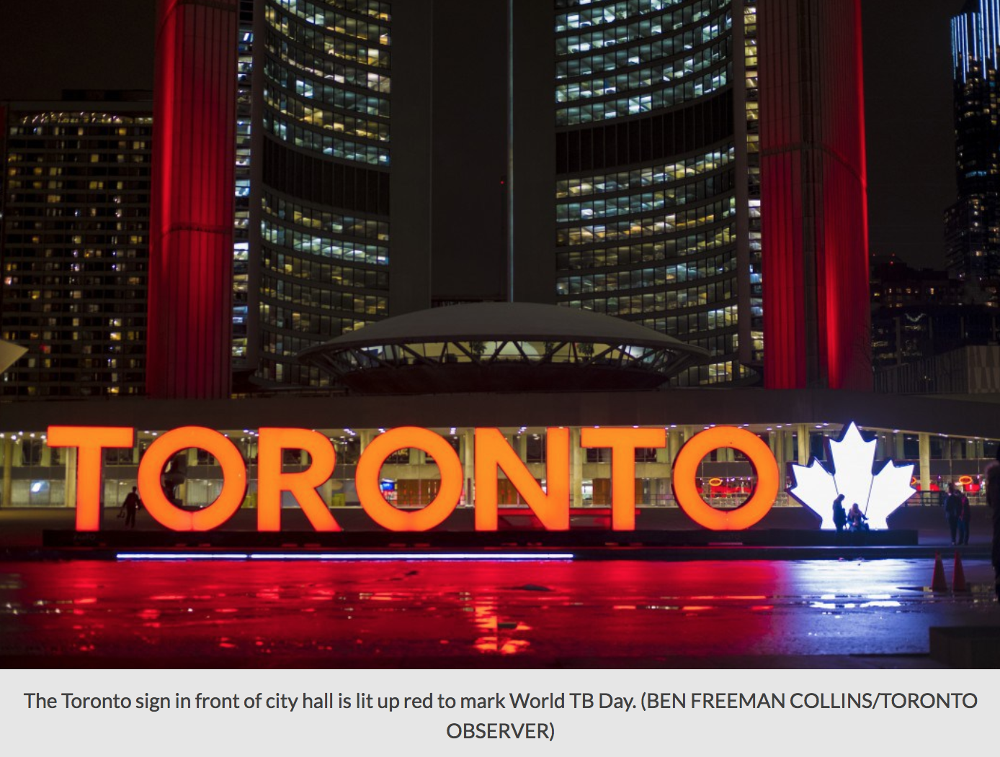 TORONTO
The Toronto sign in front of city hall is lit up red to mark World TB Day. (BEN FREEMAN COLLINS/TORONTO
OBSERVER)